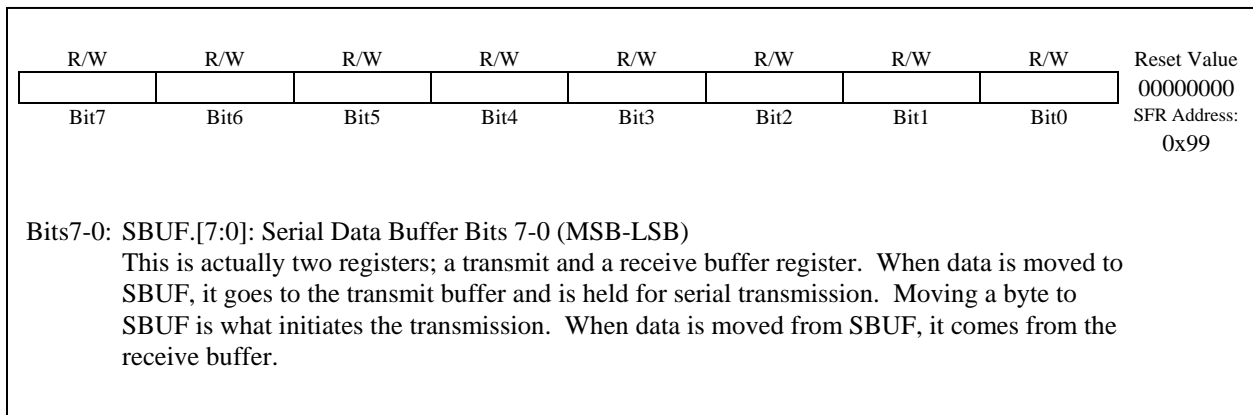 R/W R/W R/W R/W R/W R/W R/W R/W Reset Value
00000000
Bit7 Bit6 Bit5 Bit4 Bit3 Bit2 Bit1 Bit0 SFR Address:
0x99
Bits7-0: SBUF.[7:0]: Serial Data Buffer Bits 7-0 (MSB-LSB)
This is actually two registers; a transmit and a receive buffer register. When data is moved to
SBUF, it goes to the transmit buffer and is held for serial transmission. Moving a byte to
SBUF is what initiates the transmission. When data is moved from SBUF, it comes from the
receive buffer.